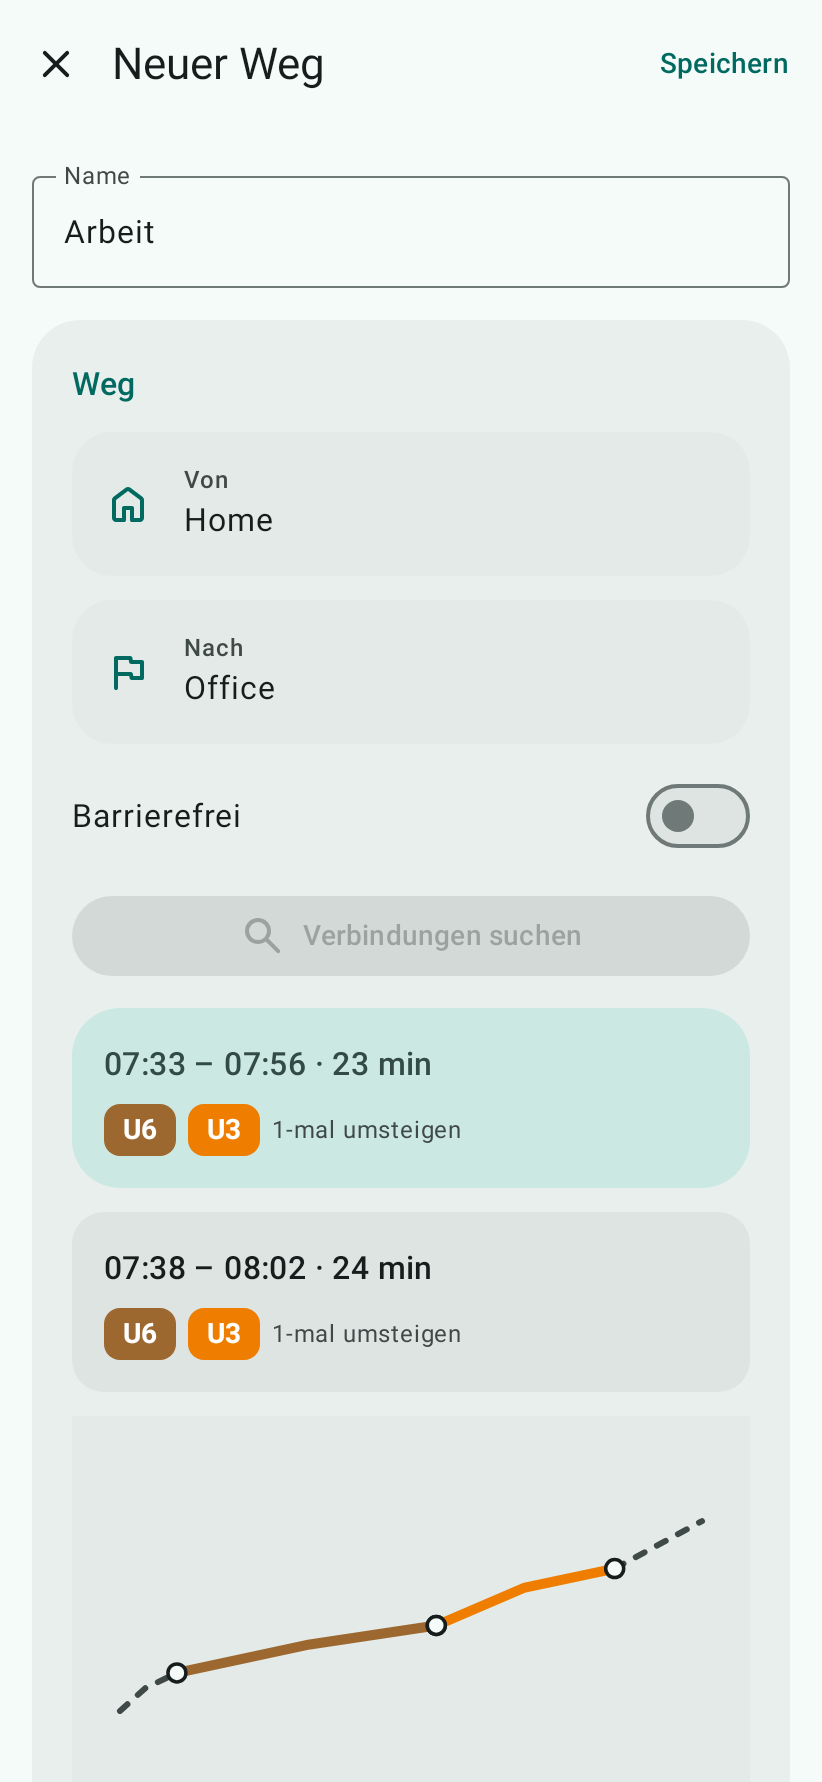 Neuer Weg
Speichern
Name
Arbeit
Weg
Von
Home
Nach
Office
Barrierefrei
Verbindungen suchen
07:33 – 07:56 · 23 min
U6 U3 1-mal umsteigen
07:38 – 08:02 · 24 min
U6 U3 1-mal umsteigen